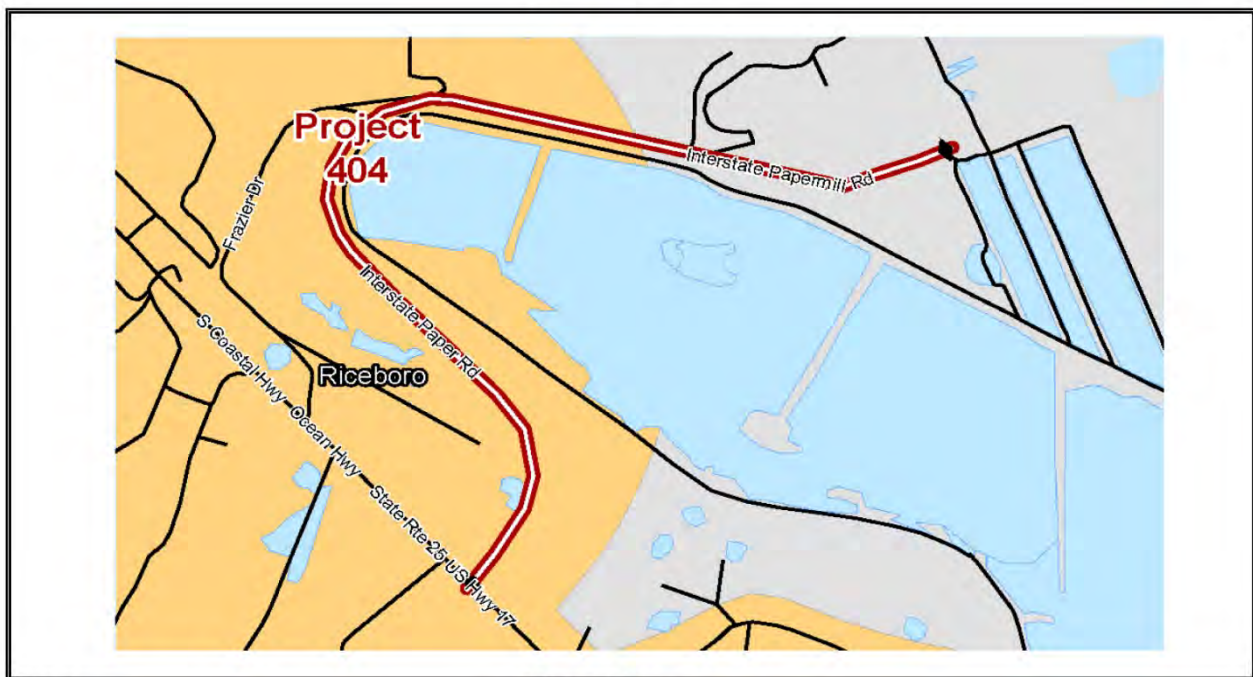 Project
404
Interstate Papermill Rd
Frazier Dr
Interstate Paper Rd
Riceboro
S Coastal Hwy Ocean Hwy State Rte 25 US Hwy 17